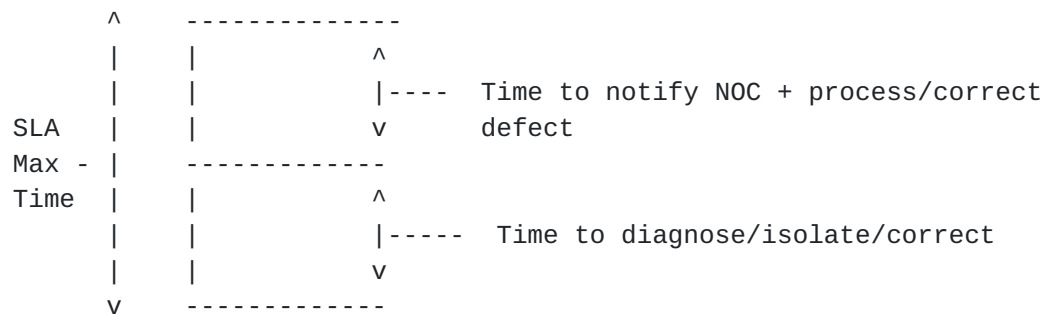 ^    --------------
|    |           ^
|    |           |----  Time to notify NOC + process/correct
SLA   |    |           v      defect
Max - |    -------------
Time  |    |           ^
|    |           |-----  Time to diagnose/isolate/correct
|    |           v
v    -------------